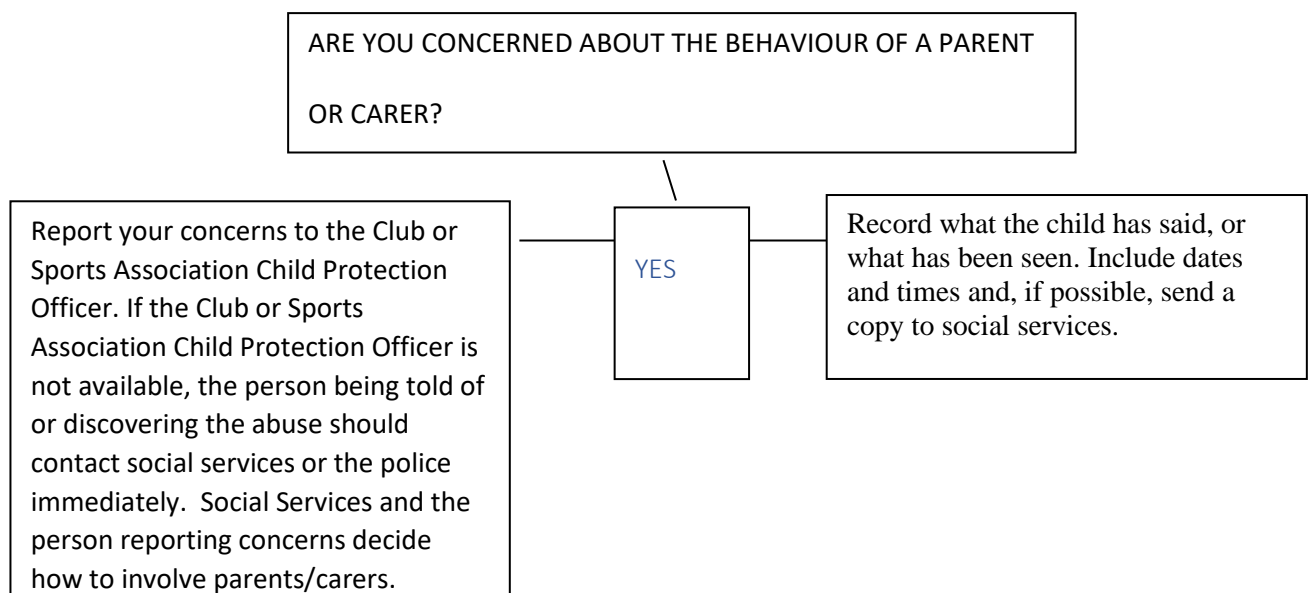 ARE YOU CONCERNED ABOUT THE BEHAVIOUR OF A PARENT
OR CARER?
Report your concerns to the Club or
Sports Association Child Protection
Officer. If the Club or Sports
Association Child Protection Officer is
not available, the person being told of
or discovering the abuse should
contact social services or the police
immediately.  Social Services and the
person reporting concerns decide
how to involve parents/carers.
YES
Record what the child has said, or
what has been seen. Include dates
and times and, if possible, send a
copy to social services.